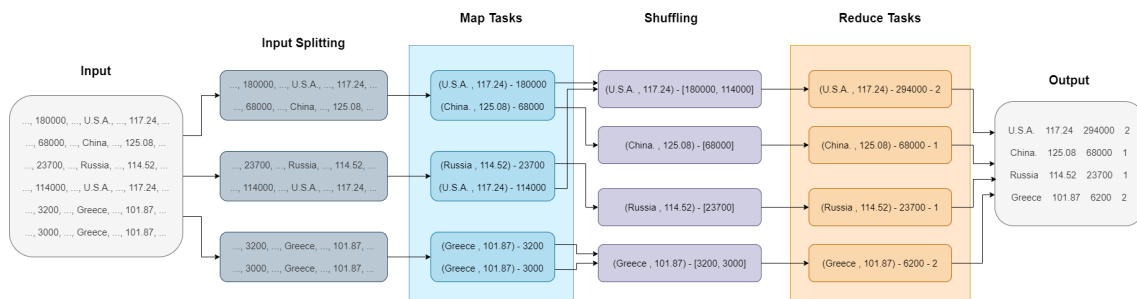 Input
..., 180000, ..., U.S.A., ..., 117.24, ...
..., 68000, ..., China, ..., 125.08, ...
..., 23700, ..., Russia, ..., 114.52, ...
..., 114000, ..., U.S.A., ..., 117.24, ...
..., 3200, ..., Greece, ..., 101.87, ...
..., 3000, ..., Greece, ..., 101.87, ...
Input Splitting
..., 180000, ..., U.S.A., ..., 117.24, ...
..., 68000, ..., China, ..., 125.08, ...
..., 23700, ..., Russia, ..., 114.52, ...
..., 114000, ..., U.S.A., ..., 117.24, ...
..., 3200, ..., Greece, ..., 101.87, ...
..., 3000, ..., Greece, ..., 101.87, ...
Map Tasks
(U.S.A. , 117.24) - 180000
(China. , 125.08) - 68000
(Russia , 114.52) - 23700
(U.S.A. , 117.24) - 114000
(Greece , 101.87) - 3200
(Greece , 101.87) - 3000
Shuffling
(U.S.A. , 117.24) - [180000, 114000]
(China. , 125.08) - [68000]
(Russia , 114.52) - [23700]
(Greece , 101.87) - [3200, 3000]
Reduce Tasks
(U.S.A. , 117.24) - 294000 - 2
(China. , 125.08) - 68000 - 1
(Russia , 114.52) - 23700 - 1
(Greece , 101.87) - 6200 - 2
Output
U.S.A. 117.24 294000 2
China. 125.08 68000 1
Russia 114.52 23700 1
Greece 101.87 6200 2